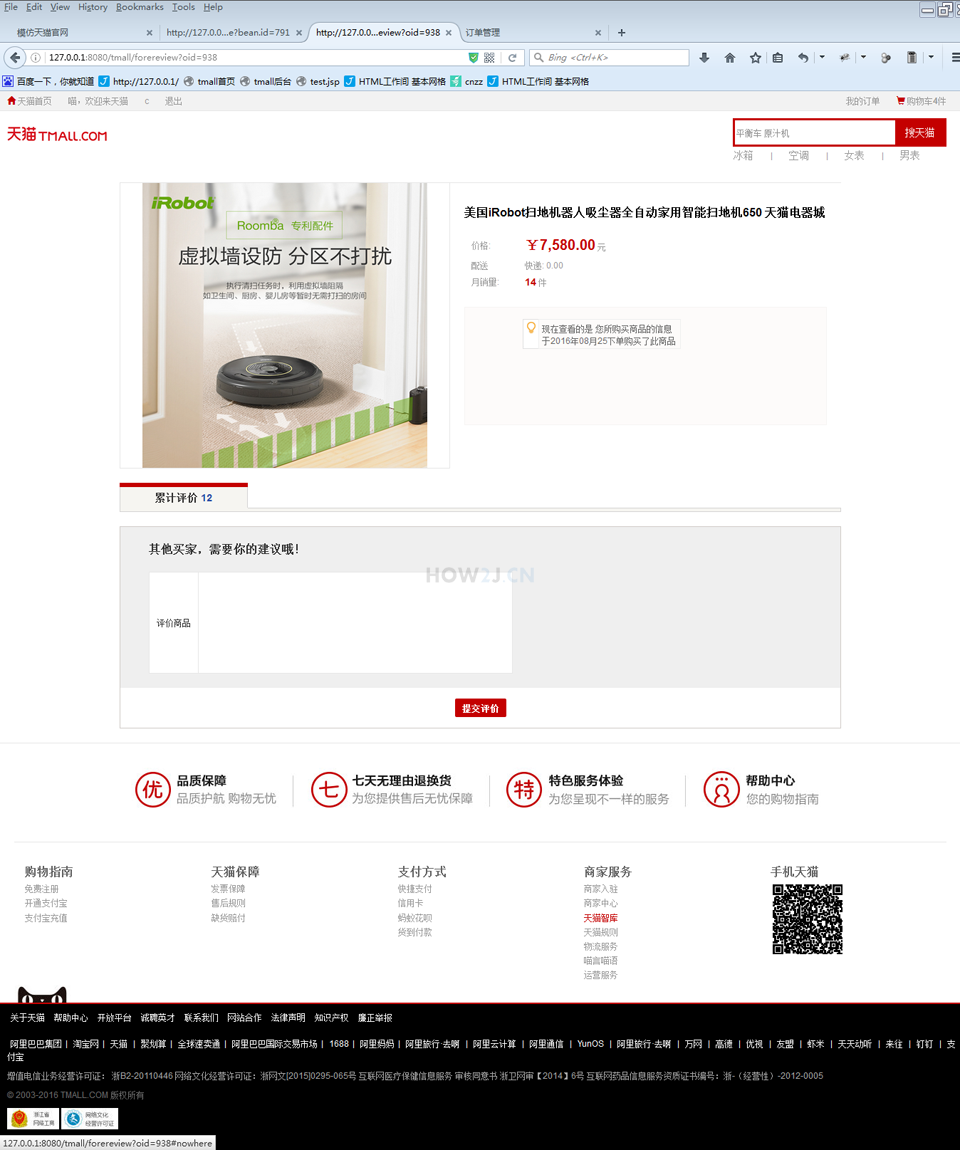 File Edit View History Bookmarks Tools Help
模仿天猫官网 × http://127.0.0...e?bean.id=791 × http://127.0.0...eview?oid=938 × 订单管理 × +
127.0.0.1:8080/tmall/forereview?oid=938 Bing <Ctrl+K>
百度一下，你就知道 http://127.0.0.1/ tmall首页 tmall后台 test.jsp HTML工作间 基本网格 cnzz HTML工作间 基本网格
天猫首页 喵，欢迎来天猫 c 退出 我的订单 购物车4件
天猫 TMALL.COM
平衡车 原汁机 搜天猫
冰箱 | 空调 | 女表 | 男表
iRobot
Roomba 专利配件
虚拟墙设防 分区不打扰
执行清扫任务时，利用虚拟墙阻隔
如卫生间、厨房、婴儿房等暂时无需打扫的房间
美国iRobot扫地机器人吸尘器全自动家用智能扫地机650 天猫电器城
价格: ￥7,580.00 元
配送 快递: 0.00
月销量: 14 件
现在查看的是 您所购买商品的信息
于2016年08月25下单购买了此商品
累计评价 12
其他买家，需要你的建议哦！
HOW2J.CN
评价商品
提交评价
优 品质保障
品质护航 购物无忧
七 七天无理由退换货
为您提供售后无忧保障
特 特色服务体验
为您呈现不一样的服务
帮助中心
您的购物指南
购物指南
免费注册
开通支付宝
支付宝充值
天猫保障
发票保障
售后规则
缺货赔付
支付方式
快捷支付
信用卡
蚂蚁花呗
货到付款
商家服务
商家入驻
商家中心
天猫智库
天猫规则
物流服务
喵言喵语
运营服务
手机天猫
关于天猫 帮助中心 开放平台 诚聘英才 联系我们 网站合作 法律声明 知识产权 廉正举报
阿里巴巴集团 | 淘宝网 | 天猫 | 聚划算 | 全球速卖通 | 阿里巴巴国际交易市场 | 1688 | 阿里妈妈 | 阿里旅行·去啊 | 阿里云计算 | 阿里通信 | YunOS | 阿里旅行·去啊 | 万网 | 高德 | 优视 | 友盟 | 虾米 | 天天动听 | 来往 | 钉钉 | 支
付宝
增值电信业务经营许可证： 浙B2-20110446 网络文化经营许可证：浙网文[2015]0295-065号 互联网医疗保健信息服务 审核同意书 浙卫网审【2014】6号 互联网药品信息服务资质证书编号：浙-（经营性）-2012-0005
© 2003-2016 TMALL.COM 版权所有
浙江省
网络工商
网络文化
经营许可证
127.0.0.1:8080/tmall/forereview?oid=938#nowhere